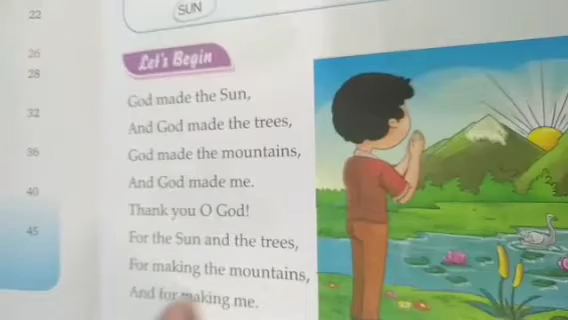 SUN
22
26
28
32
36
40
45
Let's Begin
God made the Sun,
And God made the trees,
God made the mountains,
And God made me.
Thank you O God!
For the Sun and the trees,
For making the mountains,
And for making me.